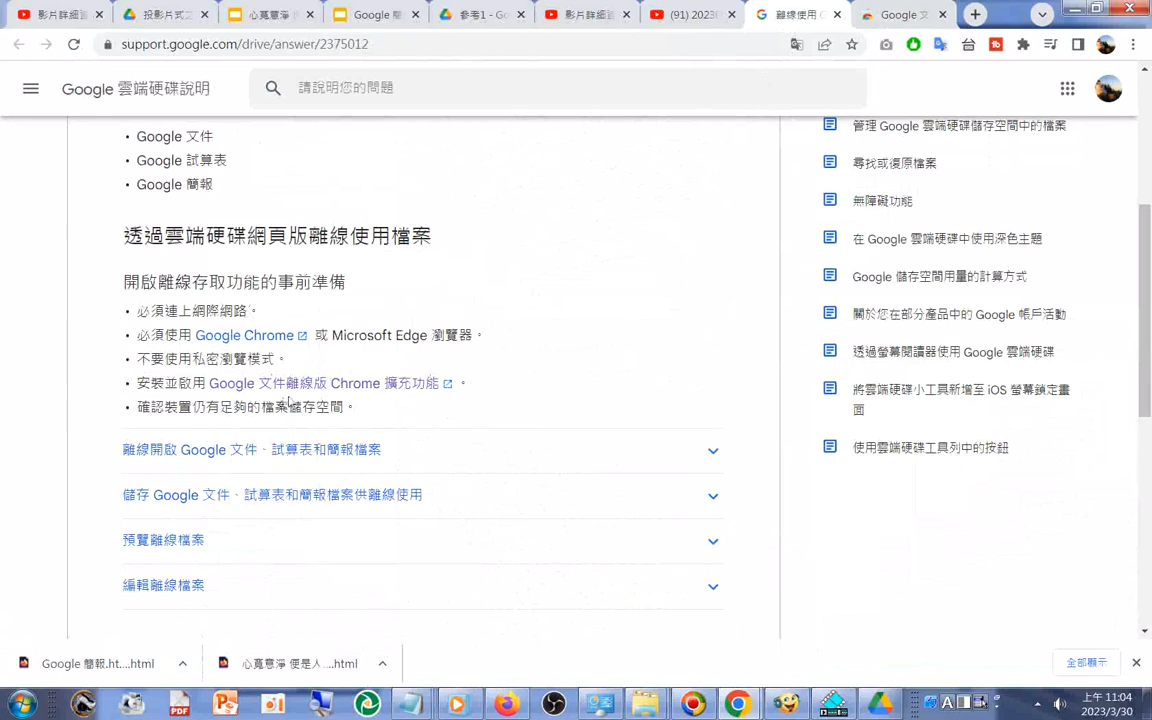 影片詳細資
投影片式之
心寬意淨
Google 簡
參考1 - Go
影片詳細資
(91) 2023
離線使用 G
Google 文
support.google.com/drive/answer/2375012
Google 雲端硬碟說明
請說明您的問題
• Google 文件
• Google 試算表
• Google 簡報
透過雲端硬碟網頁版離線使用檔案
開啟離線存取功能的事前準備
• 必須連上網際網路。
• 必須使用 Google Chrome 或 Microsoft Edge 瀏覽器。
• 不要使用私密瀏覽模式。
• 安裝並啟用 Google 文件離線版 Chrome 擴充功能 。
• 確認裝置仍有足夠的檔案儲存空間。
離線開啟 Google 文件、試算表和簡報檔案
儲存 Google 文件、試算表和簡報檔案供離線使用
預覽離線檔案
編輯離線檔案
管理 Google 雲端硬碟儲存空間中的檔案
尋找或復原檔案
無障礙功能
在 Google 雲端硬碟中使用深色主題
Google 儲存空間用量的計算方式
關於您在部分產品中的 Google 帳戶活動
透過螢幕閱讀器使用 Google 雲端硬碟
將雲端硬碟小工具新增至 iOS 螢幕鎖定畫
面
使用雲端硬碟工具列中的按鈕
Google 簡報.ht....html
心寬意淨 便是人....html
全部顯示
上午 11:04
2023/3/30